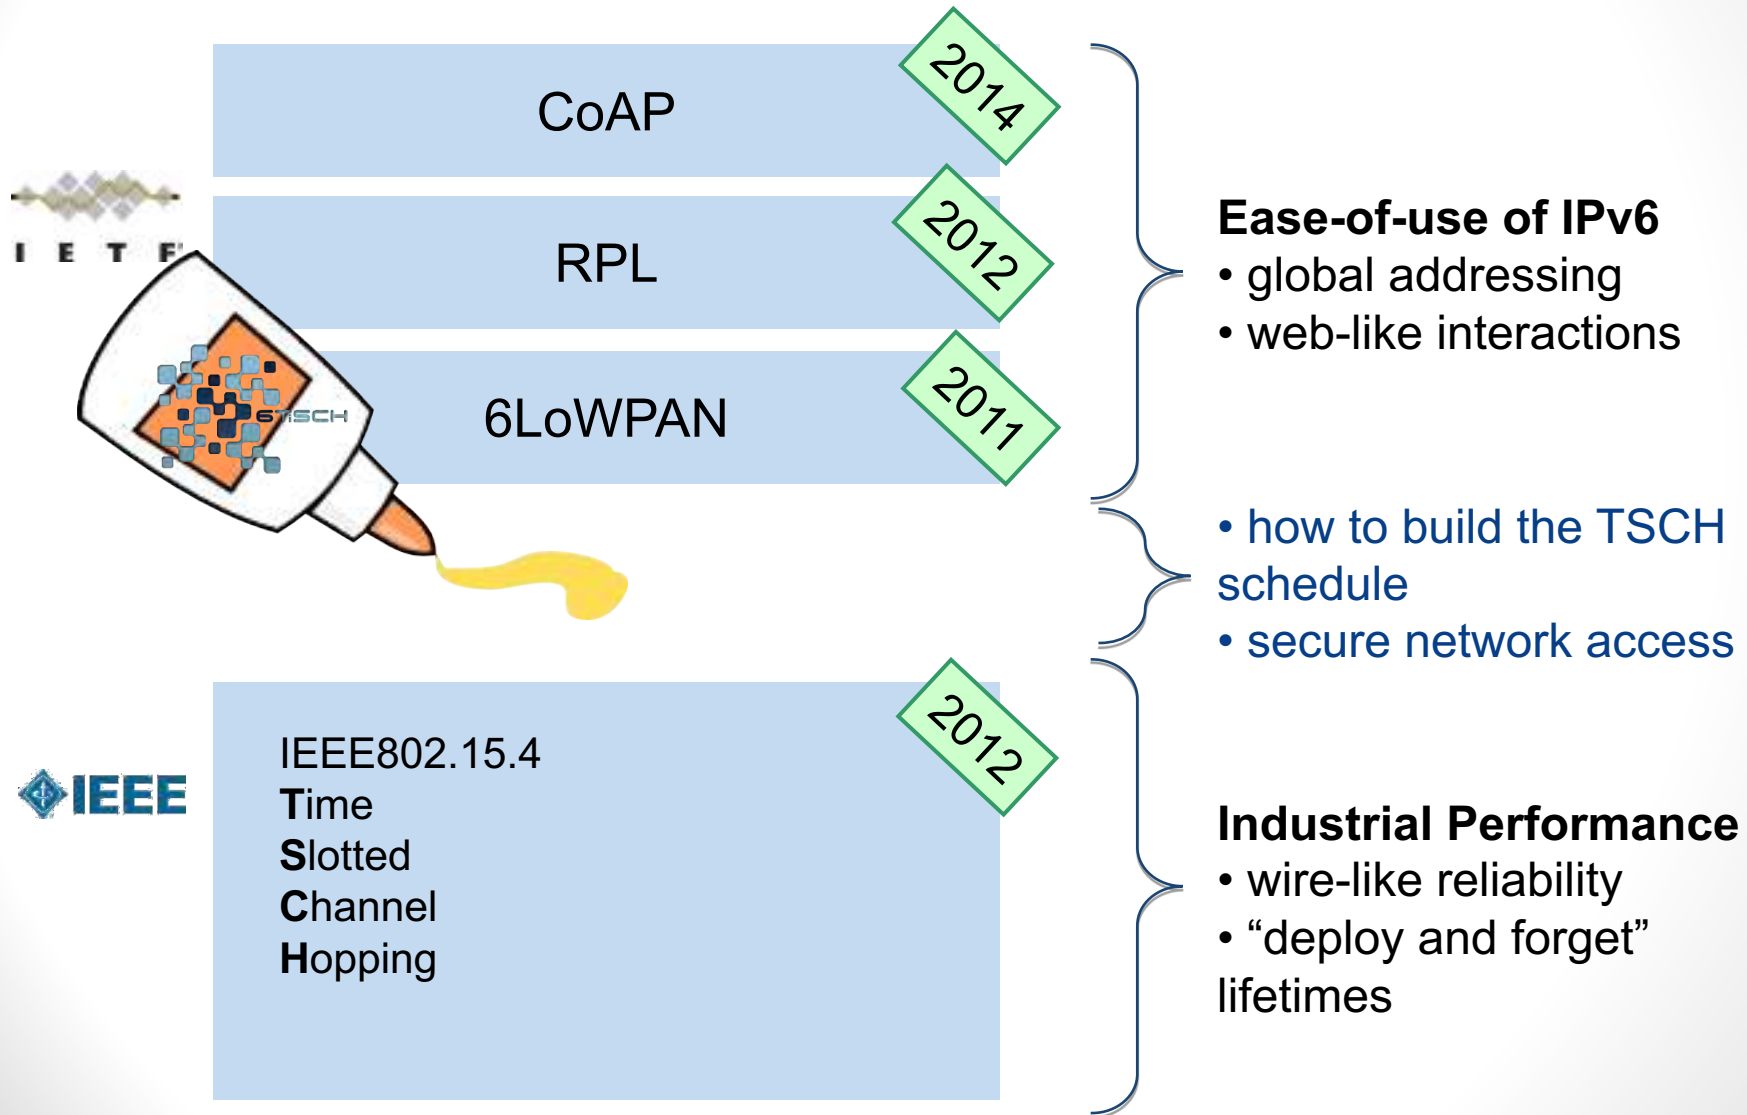 CoAP
2014
IETF
RPL
2012
6TiSCH
6LoWPAN
2011
Ease-of-use of IPv6
• global addressing
• web-like interactions
• how to build the TSCH
schedule
• secure network access
IEEE
IEEE802.15.4
Time
Slotted
Channel
Hopping
2012
Industrial Performance
• wire-like reliability
• “deploy and forget”
lifetimes